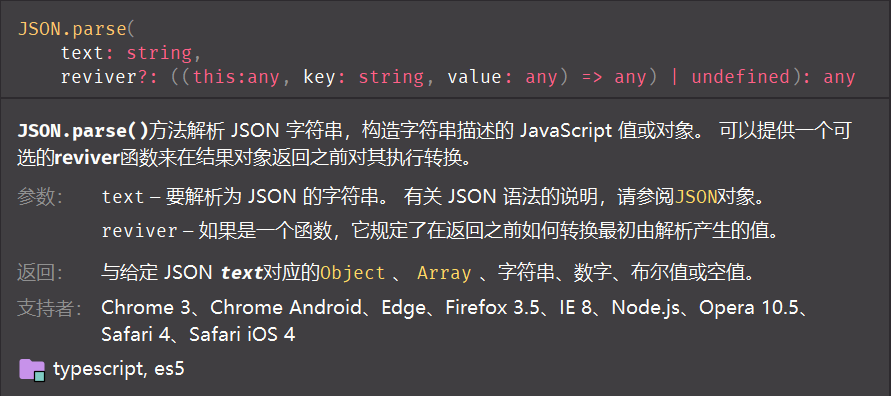 JSON.parse(
text: string,
reviver?: ((this:any, key: string, value: any) => any) | undefined): any
JSON.parse()方法解析 JSON 字符串，构造字符串描述的 JavaScript 值或对象。 可以提供一个可
选的reviver函数来在结果对象返回之前对其执行转换。
参数： text – 要解析为 JSON 的字符串。 有关 JSON 语法的说明，请参阅JSON对象。
reviver – 如果是一个函数，它规定了在返回之前如何转换最初由解析产生的值。
返回： 与给定 JSON text对应的Object 、 Array 、字符串、数字、布尔值或空值。
支持者： Chrome 3、Chrome Android、Edge、Firefox 3.5、IE 8、Node.js、Opera 10.5、
Safari 4、Safari iOS 4
typescript, es5